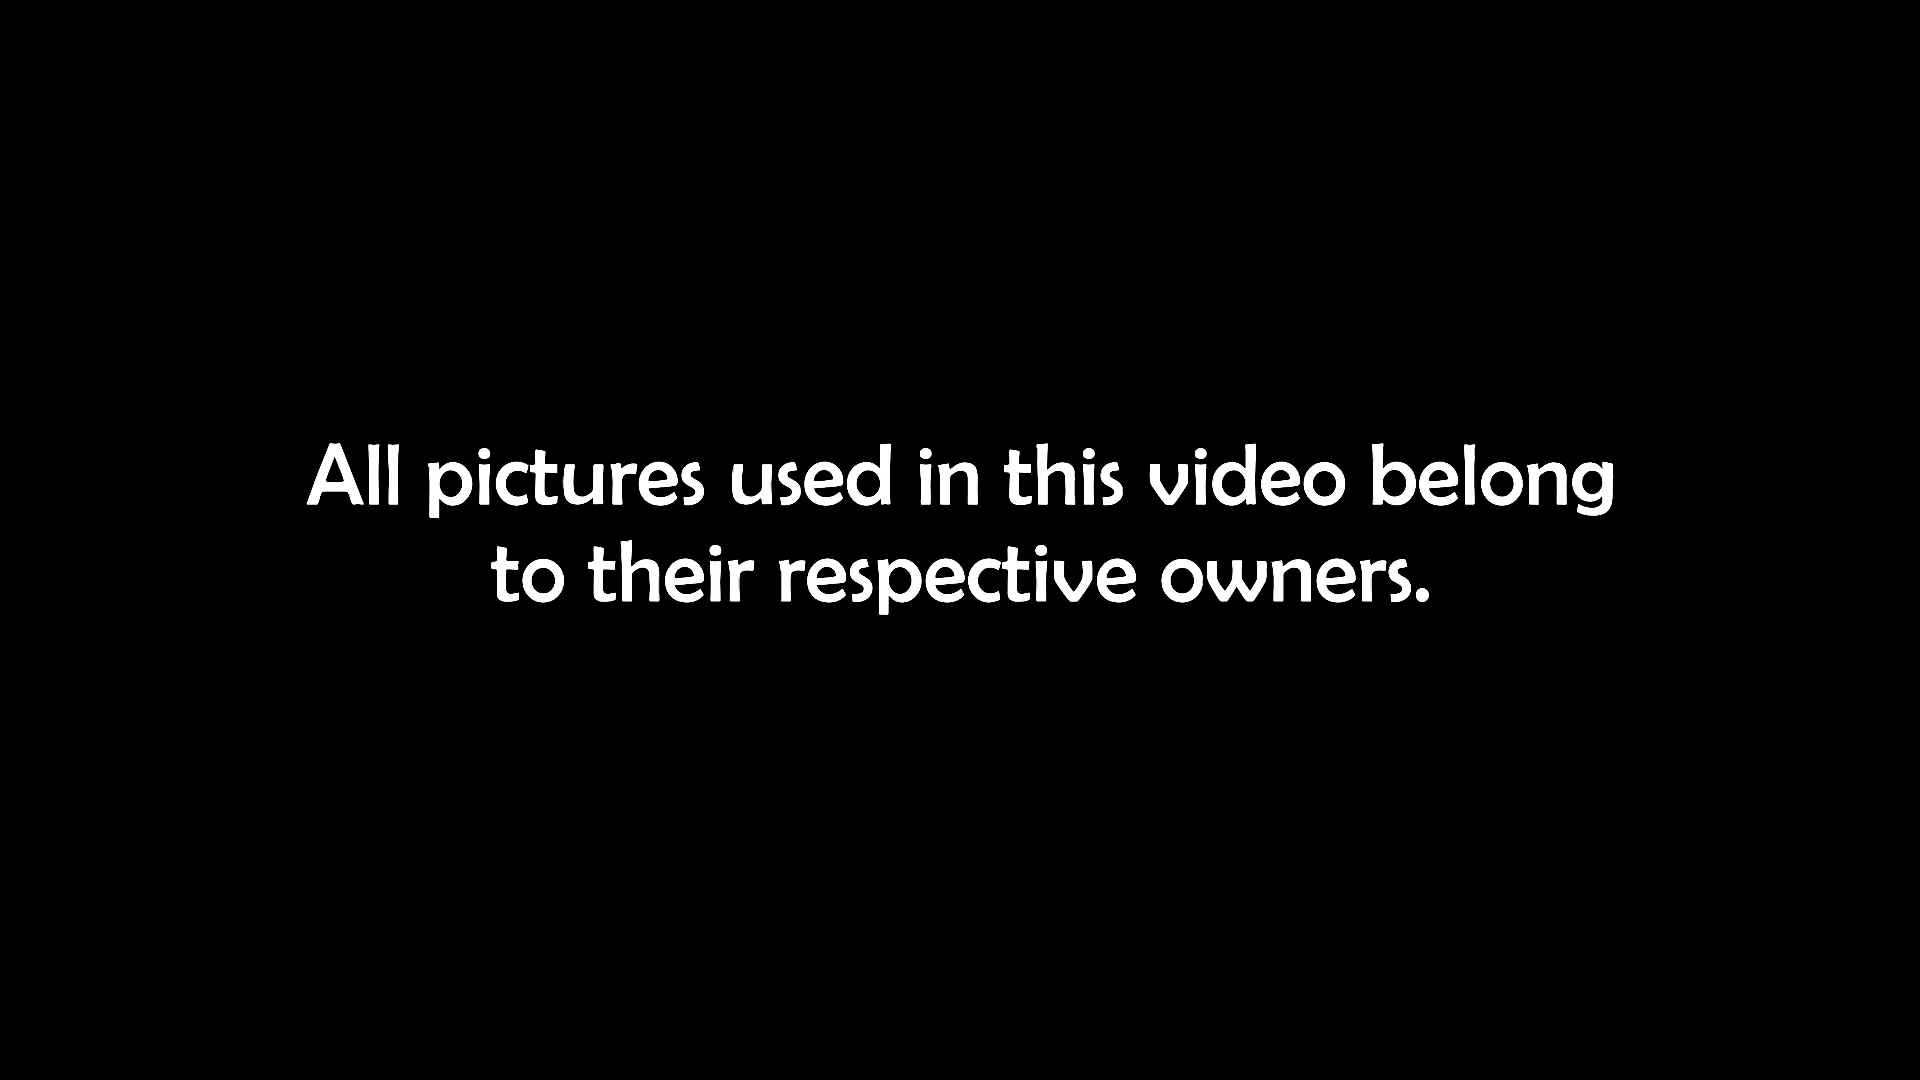 All pictures used in this video belong
to their respective owners.